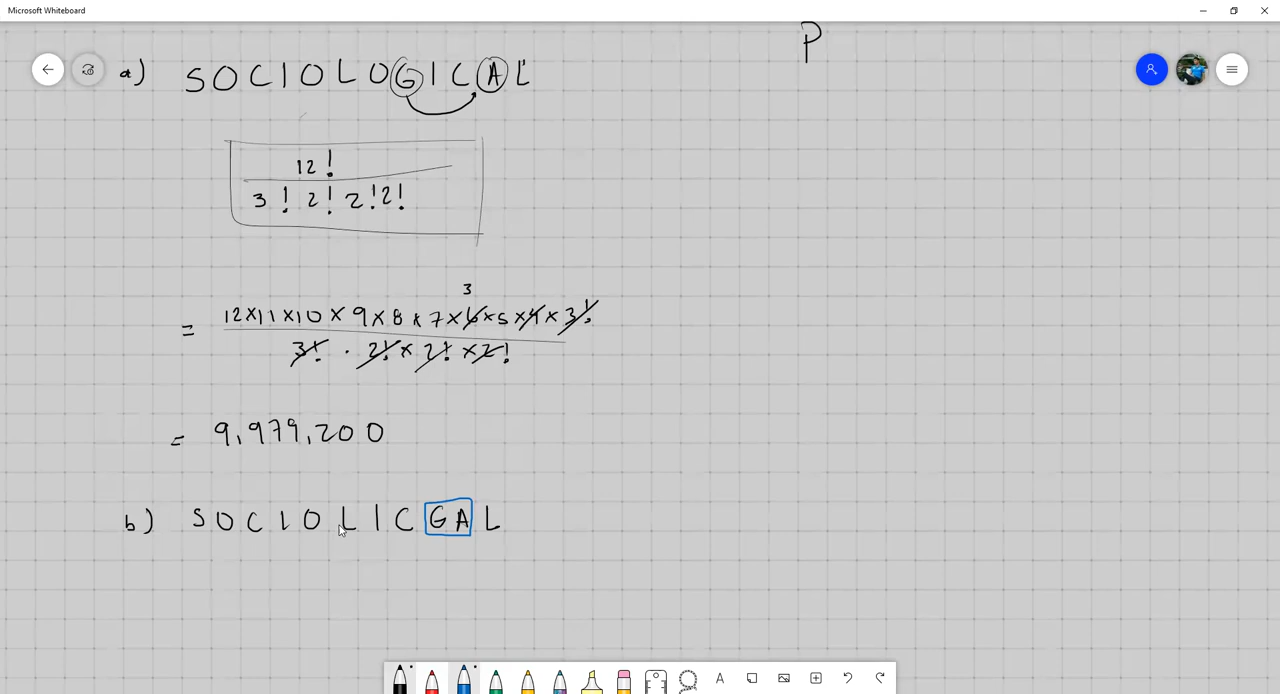 Microsoft Whiteboard
P
a) SOCIOLOGICAL
12!
3! 2! 2! 2!
3
= 12×11×10×9×8×7×6×5×4×3!
3! · 2! × 2! × 2!
= 9,979,200
b) SOCIOLICGAL
A